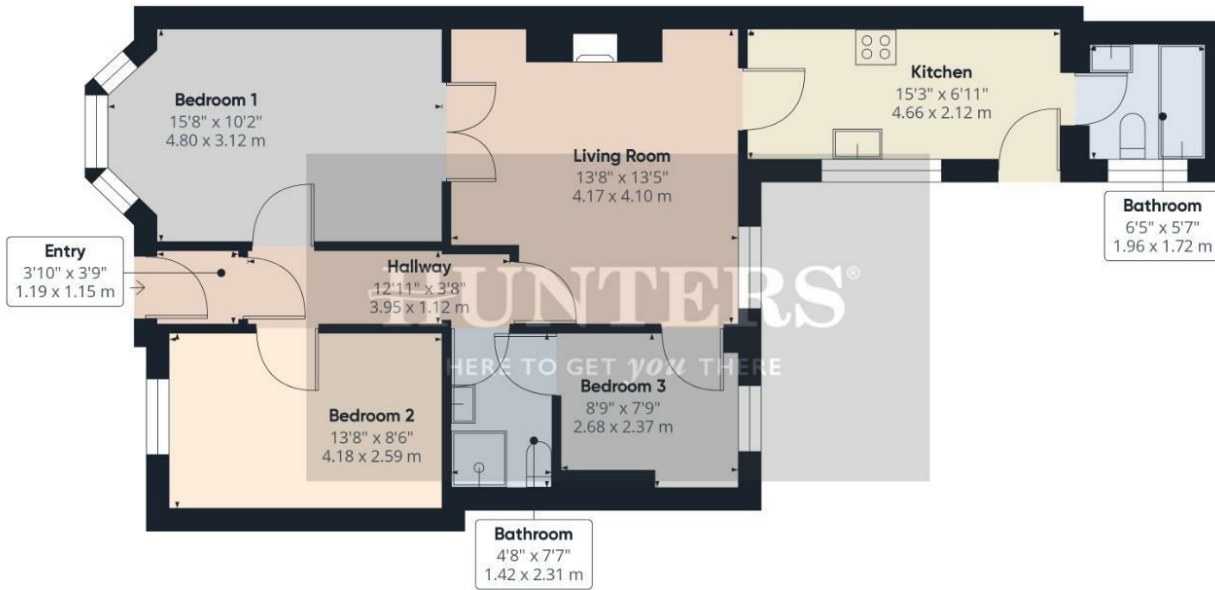 Bedroom 1
15'8" x 10'2"
4.80 x 3.12 m
Living Room
13'8" x 13'5"
4.17 x 4.10 m
Kitchen
15'3" x 6'11"
4.66 x 2.12 m
Bathroom
6'5" x 5'7"
1.96 x 1.72 m
Entry
3'10" x 3'9"
1.19 x 1.15 m
Hallway
12'11" x 3'8"
3.95 x 1.12 m
HUNTERS®
HERE TO GET you THERE
Bedroom 2
13'8" x 8'6"
4.18 x 2.59 m
Bedroom 3
8'9" x 7'9"
2.68 x 2.37 m
Bathroom
4'8" x 7'7"
1.42 x 2.31 m